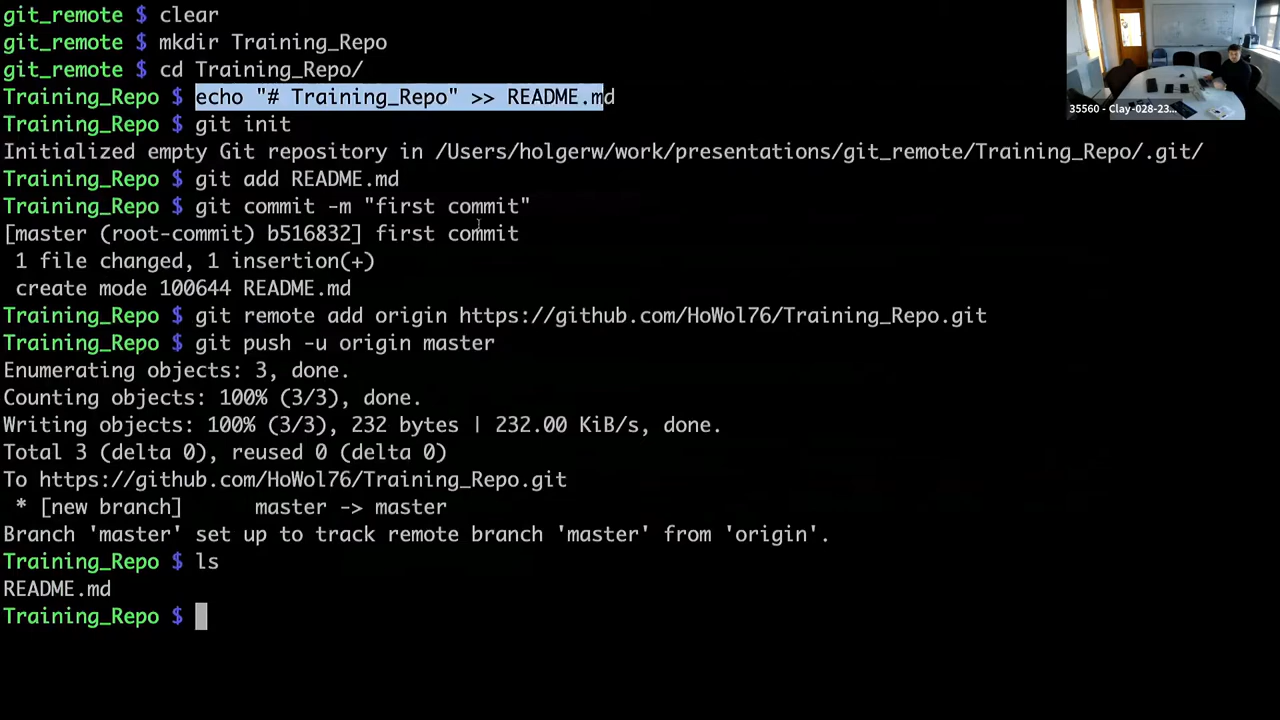 git_remote $ clear
git_remote $ mkdir Training_Repo
git_remote $ cd Training_Repo/
Training_Repo $ echo "# Training_Repo" >> README.md
Training_Repo $ git init
Initialized empty Git repository in /Users/holgerw/work/presentations/git_remote/Training_Repo/.git/
Training_Repo $ git add README.md
Training_Repo $ git commit -m "first commit"
[master (root-commit) b516832] first commit
 1 file changed, 1 insertion(+)
 create mode 100644 README.md
Training_Repo $ git remote add origin https://github.com/HoWol76/Training_Repo.git
Training_Repo $ git push -u origin master
Enumerating objects: 3, done.
Counting objects: 100% (3/3), done.
Writing objects: 100% (3/3), 232 bytes | 232.00 KiB/s, done.
Total 3 (delta 0), reused 0 (delta 0)
To https://github.com/HoWol76/Training_Repo.git
 * [new branch]      master -> master
Branch 'master' set up to track remote branch 'master' from 'origin'.
Training_Repo $ ls
README.md
Training_Repo $
35560 - Clay-028-23...